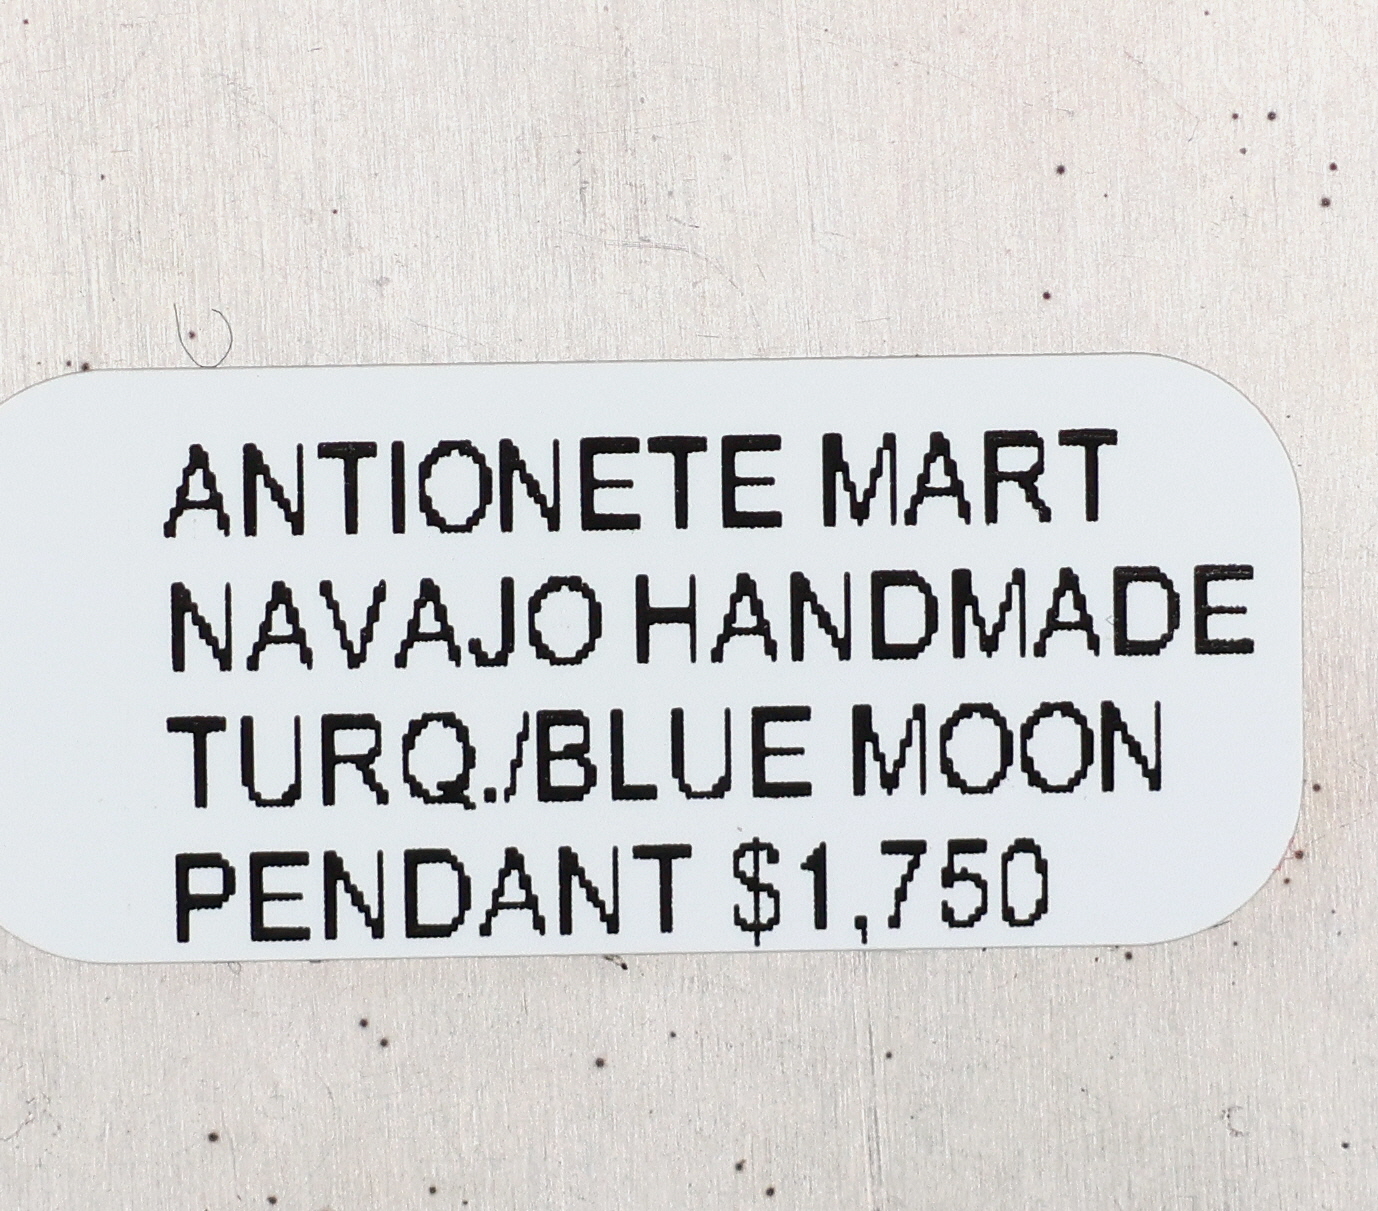 ANTIONETE MART
NAVAJO HANDMADE
TURQ./BLUE MOON
PENDANT $1,750